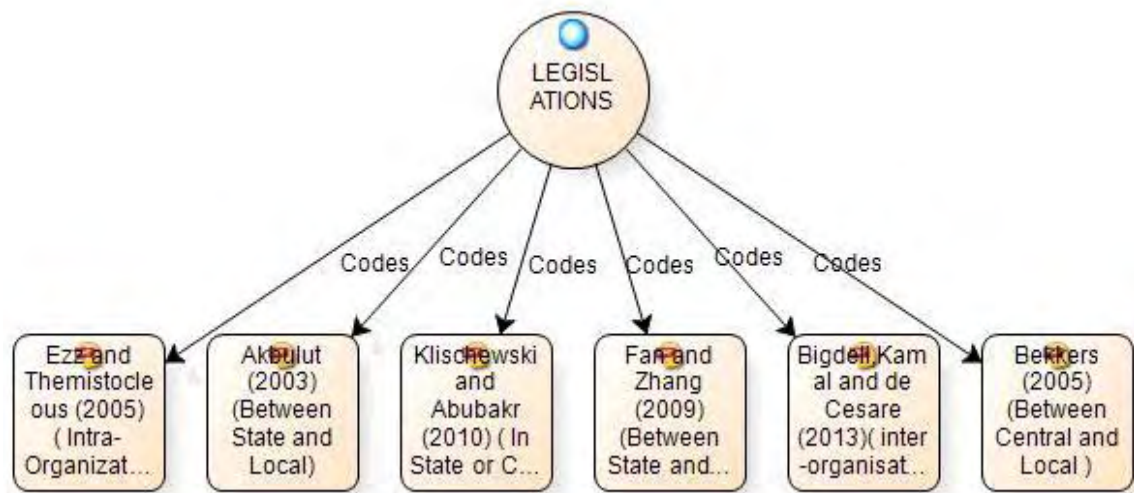 LEGISL
ATIONS
Codes
Codes
Codes
Codes
Codes
Codes
Ezz and
Themistocle
ous (2005)
( Intra-
Organizat...
Akbulut
(2003)
(Between
State and
Local)
Klischewski
and
Abubakr
(2010) ( In
State or C...
Fan and
Zhang
(2009)
(Between
State and...
Bigdeli,Kam
al and de
Cesare
(2013)( inter
-organisat...
Bekkers
(2005)
(Between
Central and
Local )